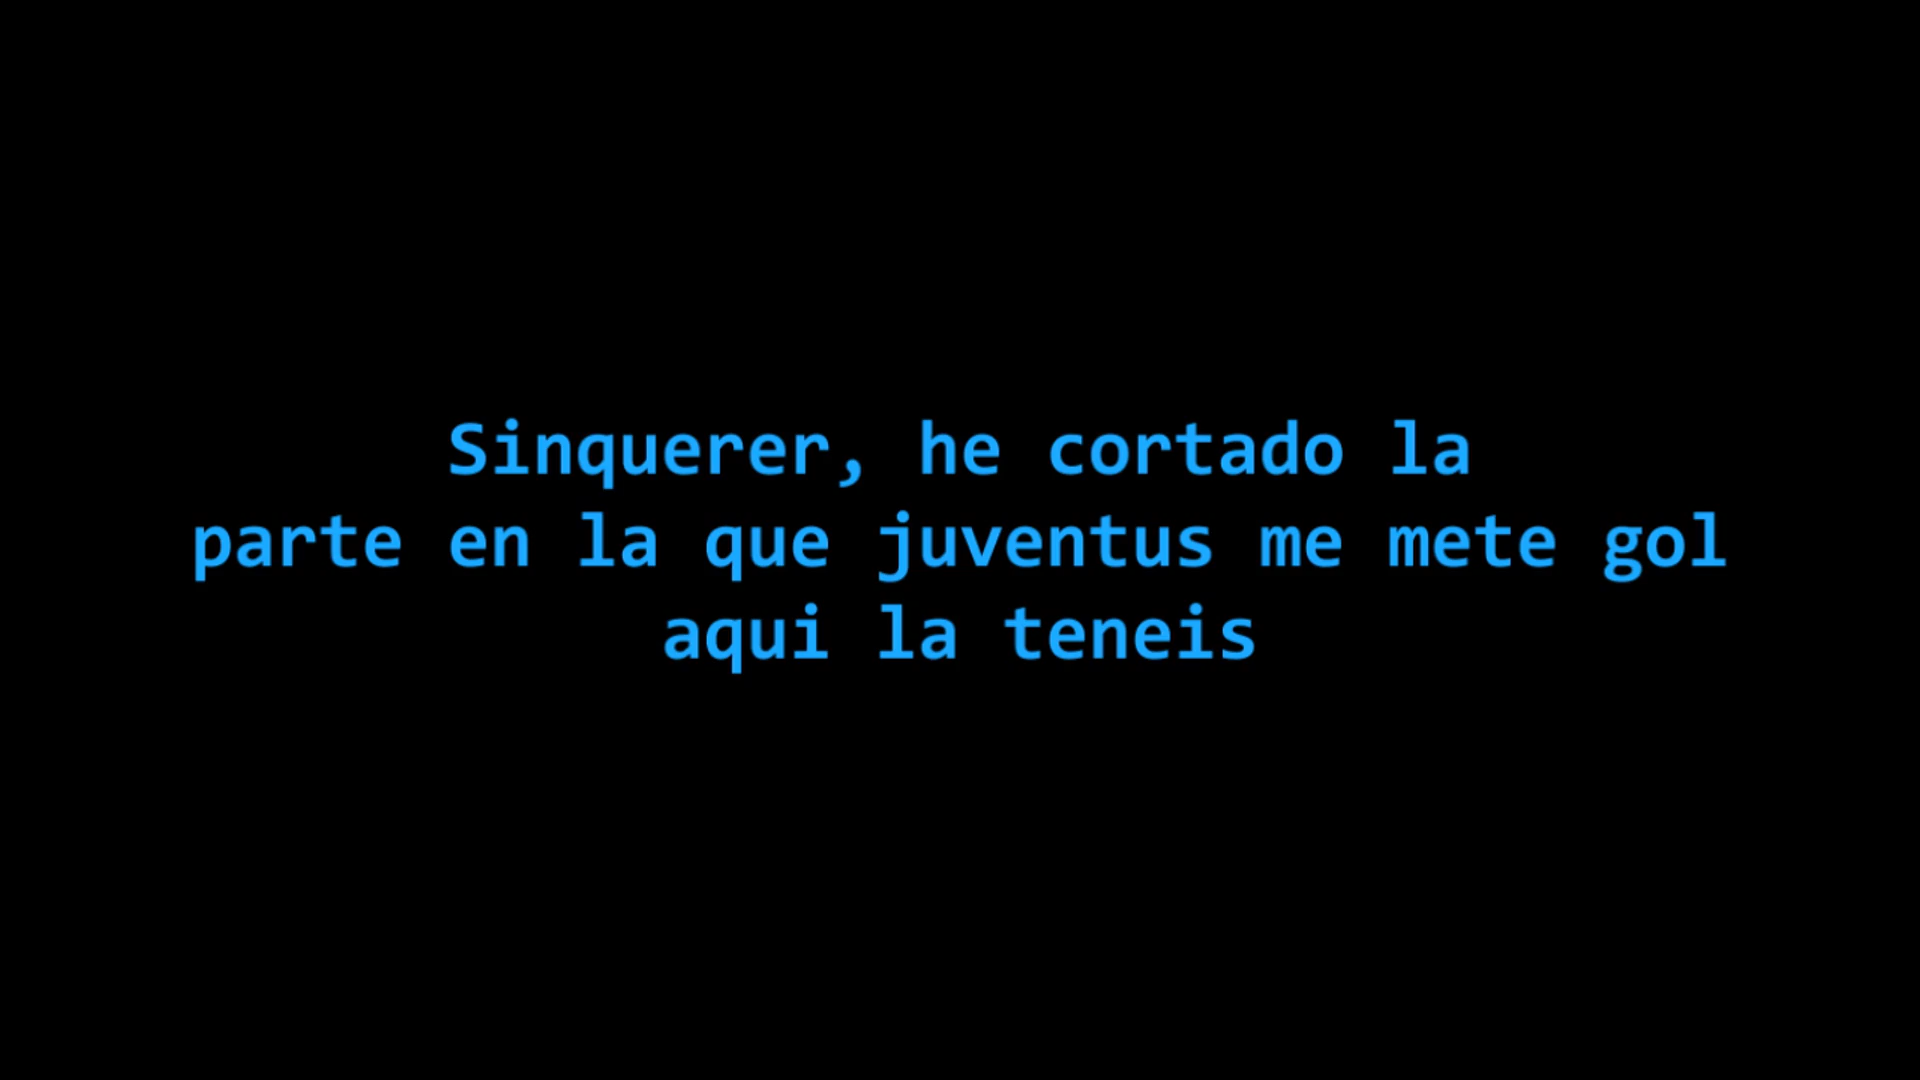 Sinquerer, he cortado la
parte en la que juventus me mete gol
aqui la teneis